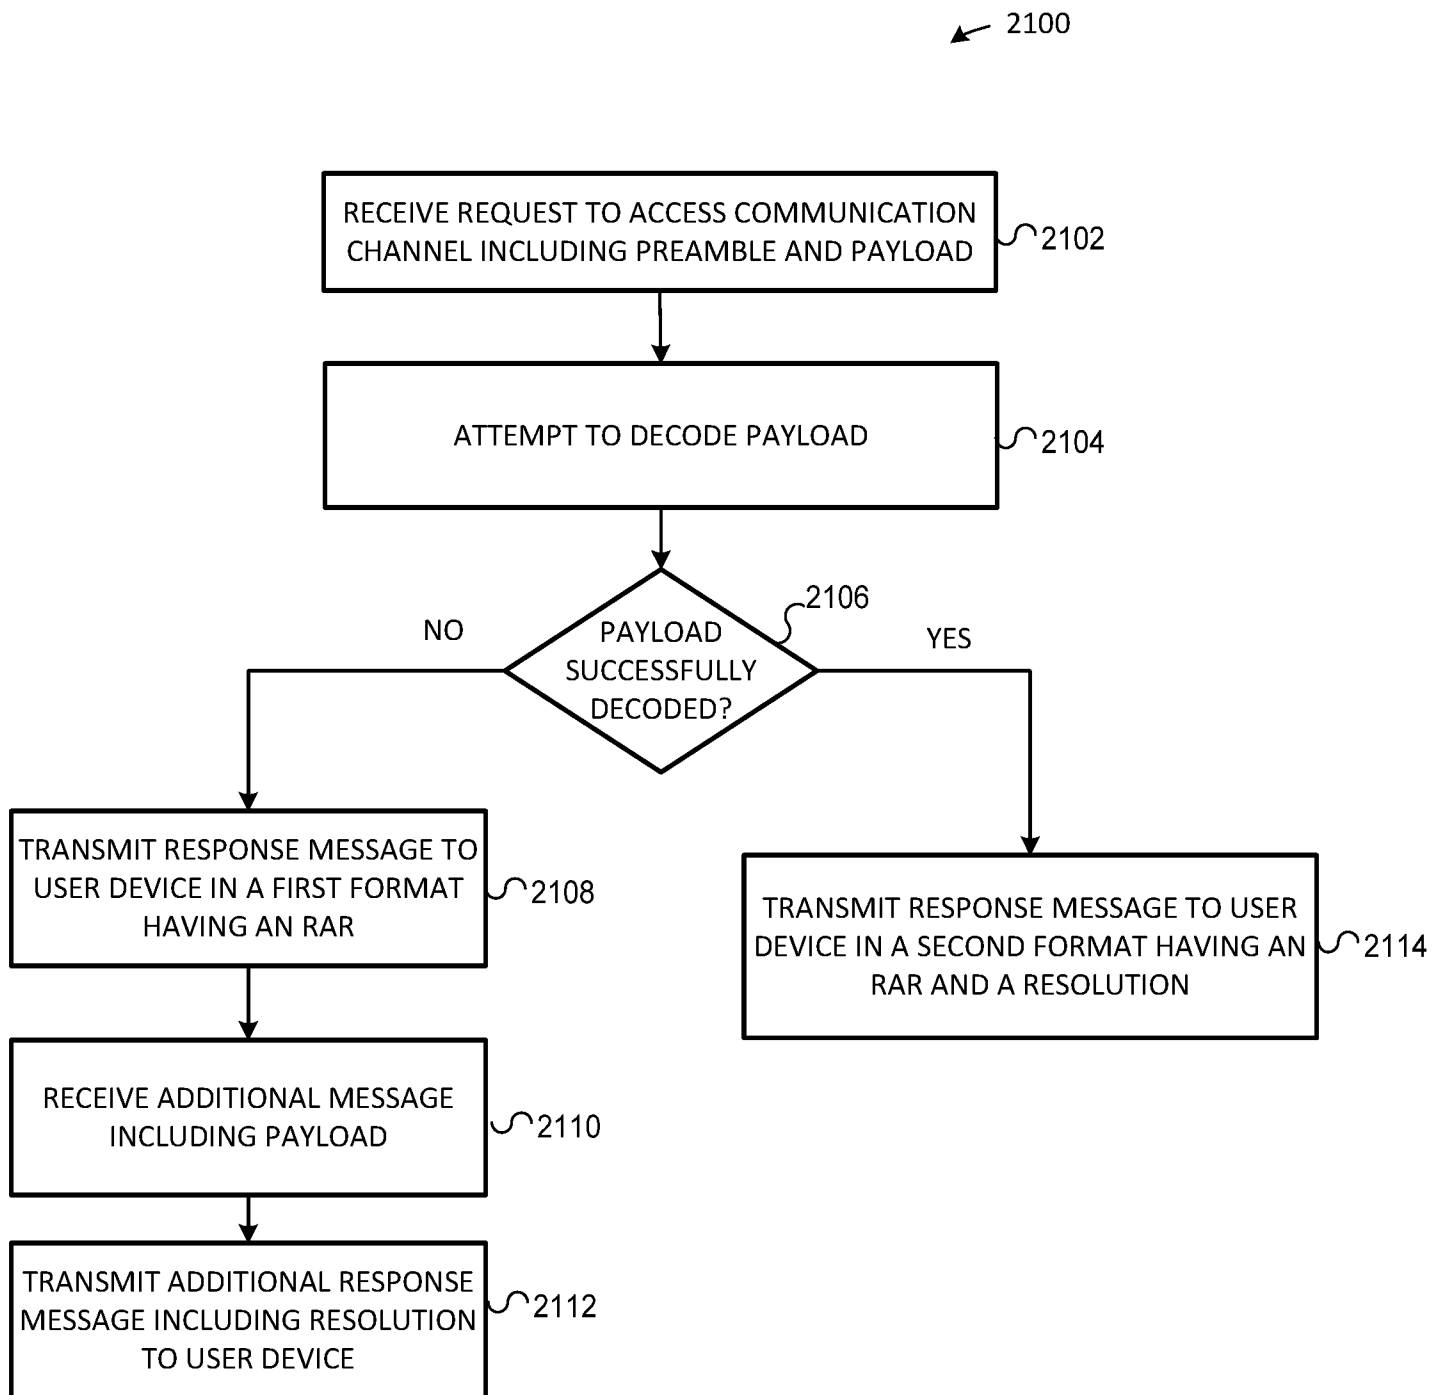 2100
RECEIVE REQUEST TO ACCESS COMMUNICATION
CHANNEL INCLUDING PREAMBLE AND PAYLOAD
2102
ATTEMPT TO DECODE PAYLOAD
2104
2106
NO
PAYLOAD
SUCCESSFULLY
DECODED?
YES
TRANSMIT RESPONSE MESSAGE TO
USER DEVICE IN A FIRST FORMAT
HAVING AN RAR
2108
TRANSMIT RESPONSE MESSAGE TO USER
DEVICE IN A SECOND FORMAT HAVING AN
RAR AND A RESOLUTION
2114
RECEIVE ADDITIONAL MESSAGE
INCLUDING PAYLOAD
2110
TRANSMIT ADDITIONAL RESPONSE
MESSAGE INCLUDING RESOLUTION
TO USER DEVICE
2112